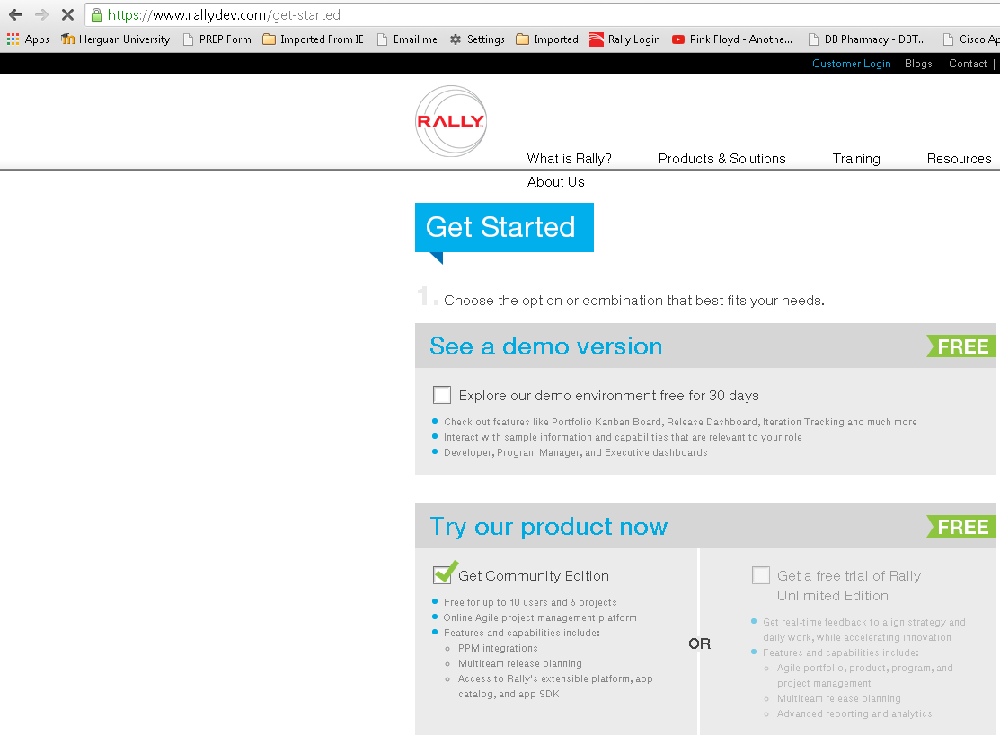 https://www.rallydev.com/get-started
Apps Herguan University PREP Form Imported From IE Email me Settings Imported Rally Login Pink Floyd - Anothe... DB Pharmacy - DBT... Cisco Ap
Customer Login | Blogs | Contact |
RALLY
What is Rally? Products & Solutions Training Resources
About Us
Get Started
1. Choose the option or combination that best fits your needs.
See a demo version FREE
Explore our demo environment free for 30 days
Check out features like Portfolio Kanban Board, Release Dashboard, Iteration Tracking and much more
Interact with sample information and capabilities that are relevant to your role
Developer, Program Manager, and Executive dashboards
Try our product now FREE
Get Community Edition
Free for up to 10 users and 5 projects
Online Agile project management platform
Features and capabilities include:
PPM integrations
Multiteam release planning
Access to Rally's extensible platform, app
catalog, and app SDK
OR
Get a free trial of Rally
Unlimited Edition
Get real-time feedback to align strategy and
daily work, while accelerating innovation
Features and capabilities include:
Agile portfolio, product, program, and
project management
Multiteam release planning
Advanced reporting and analytics